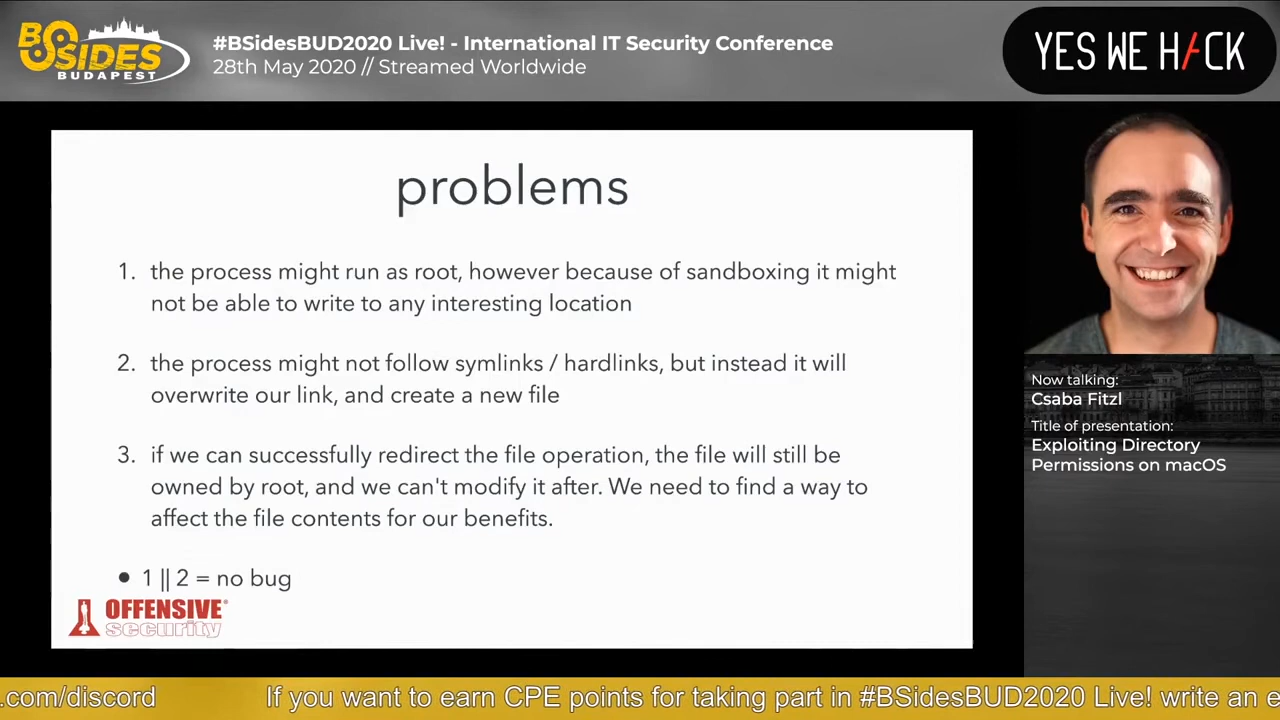 BSIDES
BUDAPEST
#BSidesBUD2020 Live! - International IT Security Conference
28th May 2020 // Streamed Worldwide
YES WE H/CK
problems
1. the process might run as root, however because of sandboxing it might
not be able to write to any interesting location
2. the process might not follow symlinks / hardlinks, but instead it will
overwrite our link, and create a new file
3. if we can successfully redirect the file operation, the file will still be
owned by root, and we can't modify it after. We need to find a way to
affect the file contents for our benefits.
• 1 || 2 = no bug
OFFENSIVE®
security
Now talking:
Csaba Fitzl
Title of presentation:
Exploiting Directory
Permissions on macOS
.com/discord If you want to earn CPE points for taking part in #BSidesBUD2020 Live! write an e